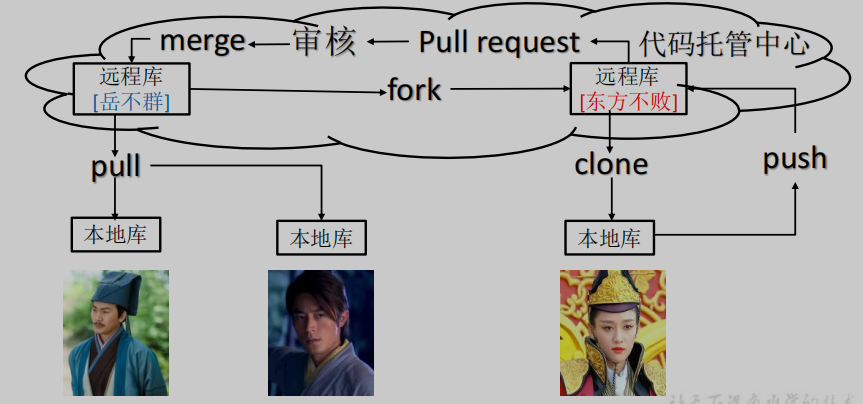 merge
审核
Pull request
代码托管中心
远程库
[岳不群]
fork
远程库
[东方不败]
pull
clone
push
本地库
本地库
本地库